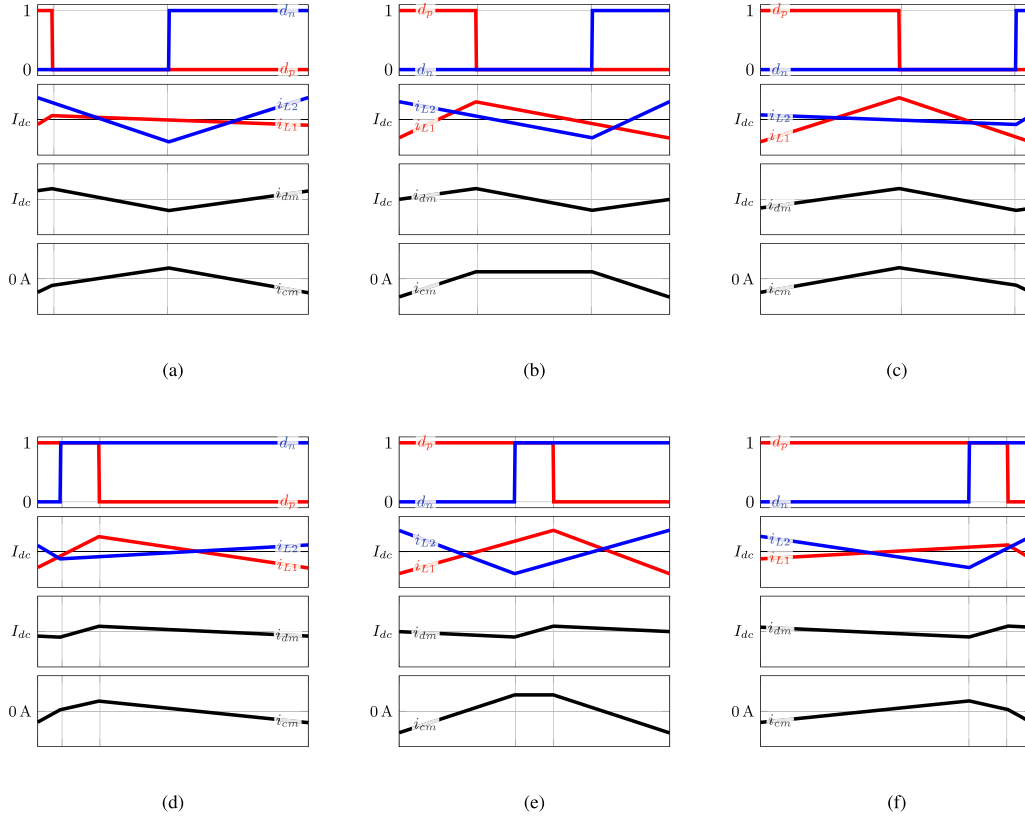 1
0
d_n
d_p
I_dc
i_L2
i_L1
I_dc
i_dm
0 A
i_cm
(a)
1
0
d_p
d_n
I_dc
i_L2
i_L1
I_dc
i_dm
0 A
i_cm
(b)
1
0
d_p
d_n
I_dc
i_L2
i_L1
I_dc
i_dm
0 A
i_cm
(c)
1
0
d_n
d_p
I_dc
i_L2
i_L1
I_dc
i_dm
0 A
i_cm
(d)
1
0
d_p
d_n
I_dc
i_L2
i_L1
I_dc
i_dm
0 A
i_cm
(e)
1
0
d_p
d_n
I_dc
i_L2
i_L1
I_dc
i_dm
0 A
i_cm
(f)